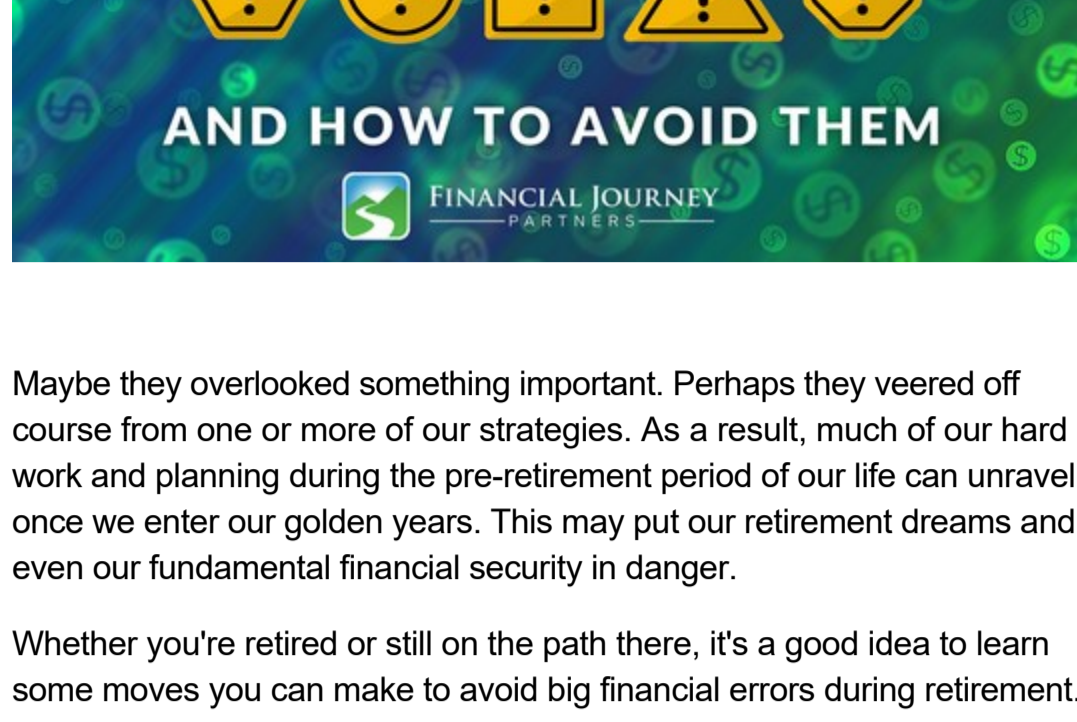 AND HOW TO AVOID THEM
FINANCIAL JOURNEY
PARTNERS
Maybe they overlooked something important. Perhaps they veered off
course from one or more of our strategies. As a result, much of our hard
work and planning during the pre-retirement period of our life can unravel
once we enter our golden years. This may put our retirement dreams and
even our fundamental financial security in danger.
Whether you're retired or still on the path there, it's a good idea to learn
some moves you can make to avoid big financial errors during retirement.